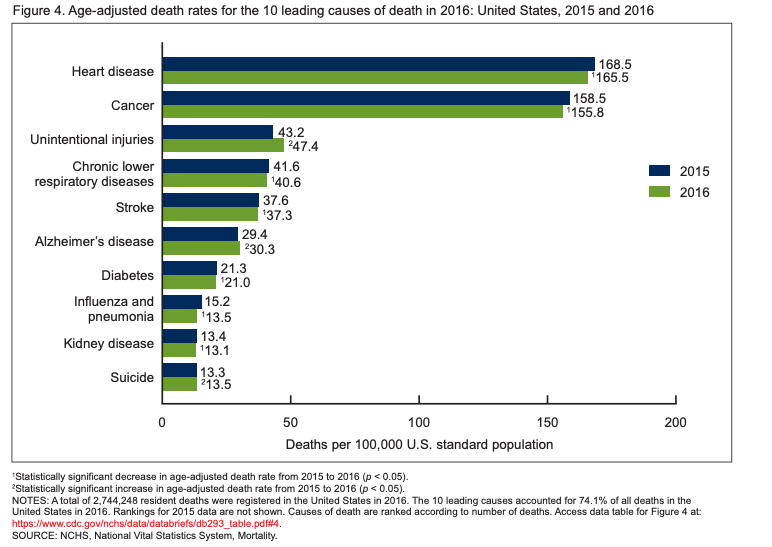 Figure 4. Age-adjusted death rates for the 10 leading causes of death in 2016: United States, 2015 and 2016
Heart disease
168.5
¹165.5
Cancer
158.5
¹155.8
Unintentional injuries
43.2
²47.4
Chronic lower
respiratory diseases
41.6
¹40.6
Stroke
37.6
¹37.3
Alzheimer’s disease
29.4
²30.3
Diabetes
21.3
¹21.0
Influenza and
pneumonia
15.2
¹13.5
Kidney disease
13.4
¹13.1
Suicide
13.3
²13.5
2015
2016
0 50 100 150 200
Deaths per 100,000 U.S. standard population
¹Statistically significant decrease in age-adjusted death rate from 2015 to 2016 (p < 0.05).
²Statistically significant increase in age-adjusted death rate from 2015 to 2016 (p < 0.05).
NOTES: A total of 2,744,248 resident deaths were registered in the United States in 2016. The 10 leading causes accounted for 74.1% of all deaths in the
United States in 2016. Rankings for 2015 data are not shown. Causes of death are ranked according to number of deaths. Access data table for Figure 4 at:
https://www.cdc.gov/nchs/data/databriefs/db293_table.pdf#4.
SOURCE: NCHS, National Vital Statistics System, Mortality.